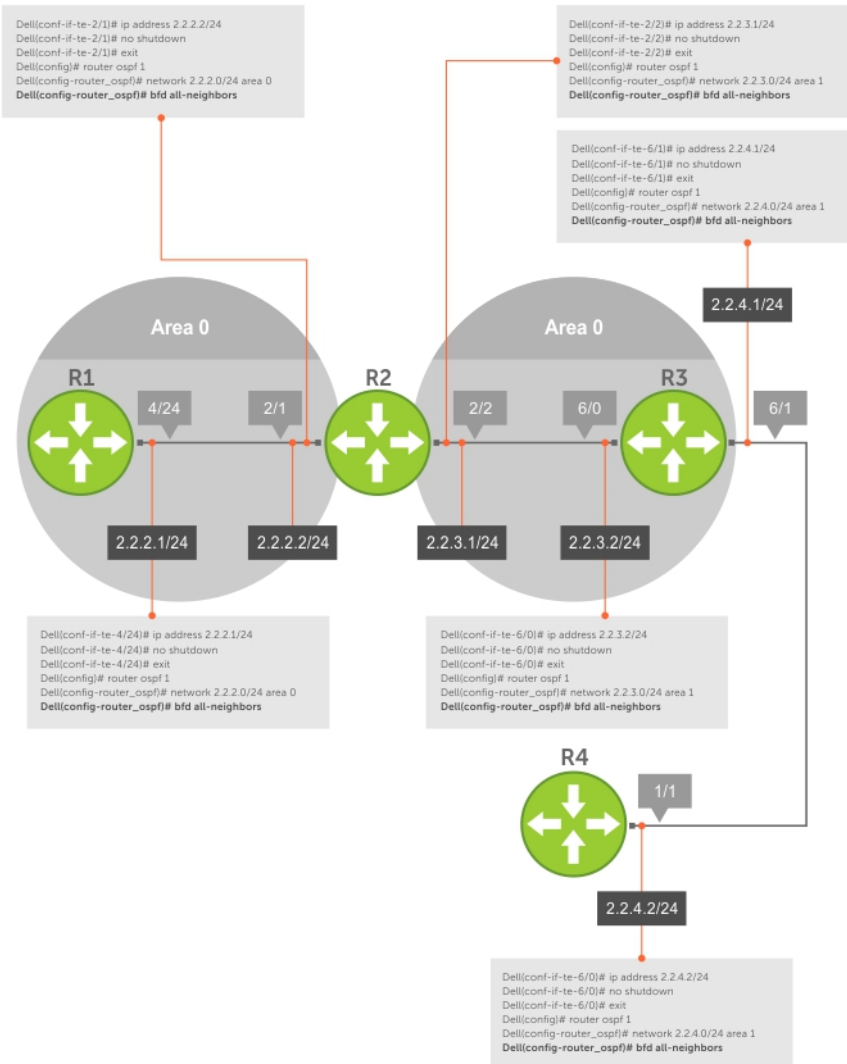 Dell(conf-if-te-2/1)# ip address 2.2.2.2/24
Dell(conf-if-te-2/1)# no shutdown
Dell(conf-if-te-2/1)# exit
Dell(config)# router ospf 1
Dell(config-router_ospf)# network 2.2.2.0/24 area 0
Dell(config-router_ospf)# bfd all-neighbors
Dell(conf-if-te-2/2)# ip address 2.2.3.1/24
Dell(conf-if-te-2/2)# no shutdown
Dell(conf-if-te-2/2)# exit
Dell(config)# router ospf 1
Dell(config-router_ospf)# network 2.2.3.0/24 area 1
Dell(config-router_ospf)# bfd all-neighbors
Dell(conf-if-te-6/1)# ip address 2.2.4.1/24
Dell(conf-if-te-6/1)# no shutdown
Dell(conf-if-te-6/1)# exit
Dell(config)# router ospf 1
Dell(config-router_ospf)# network 2.2.4.0/24 area 1
Dell(config-router_ospf)# bfd all-neighbors
2.2.4.1/24
Area 0
Area 0
R1
R2
R3
4/24
2/1
2/2
6/0
6/1
2.2.2.1/24
2.2.2.2/24
2.2.3.1/24
2.2.3.2/24
Dell(conf-if-te-4/24)# ip address 2.2.2.1/24
Dell(conf-if-te-4/24)# no shutdown
Dell(conf-if-te-4/24)# exit
Dell(config)# router ospf 1
Dell(config-router_ospf)# network 2.2.2.0/24 area 0
Dell(config-router_ospf)# bfd all-neighbors
Dell(conf-if-te-6/0)# ip address 2.2.3.2/24
Dell(conf-if-te-6/0)# no shutdown
Dell(conf-if-te-6/0)# exit
Dell(config)# router ospf 1
Dell(config-router_ospf)# network 2.2.3.0/24 area 1
Dell(config-router_ospf)# bfd all-neighbors
R4
1/1
2.2.4.2/24
Dell(conf-if-te-6/0)# ip address 2.2.4.2/24
Dell(conf-if-te-6/0)# no shutdown
Dell(conf-if-te-6/0)# exit
Dell(config)# router ospf 1
Dell(config-router_ospf)# network 2.2.4.0/24 area 1
Dell(config-router_ospf)# bfd all-neighbors